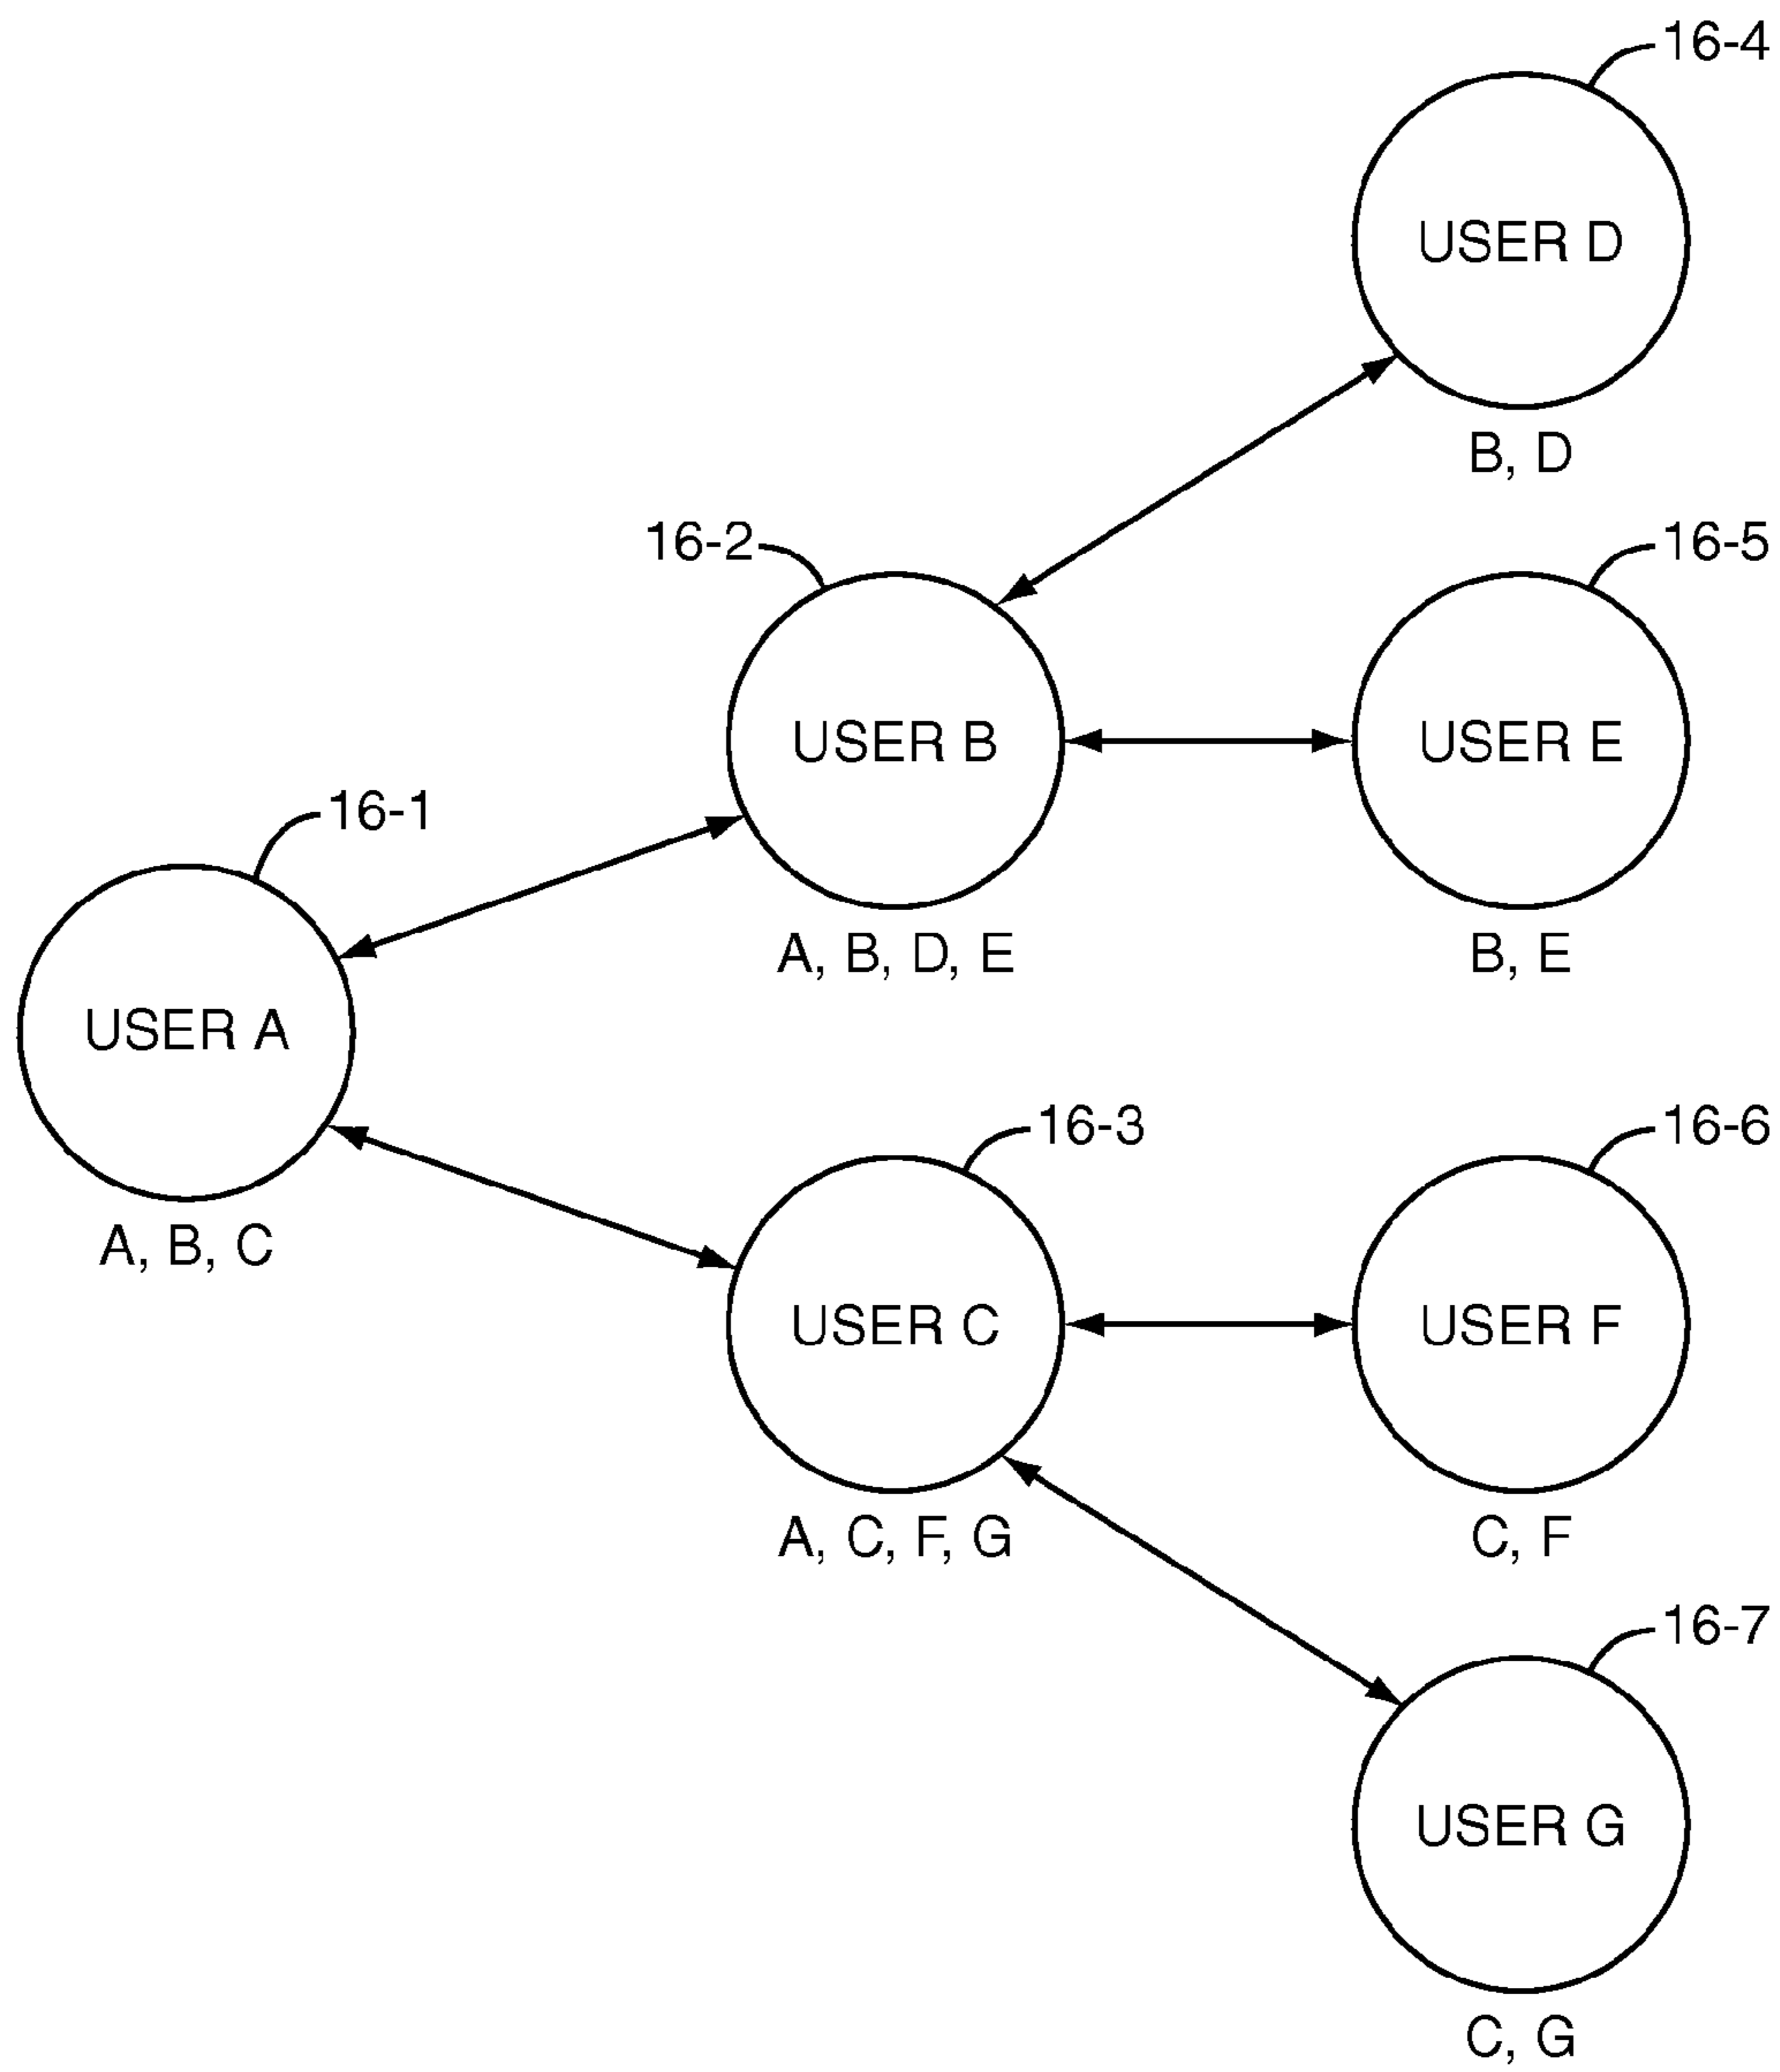 16-4
USER D
B, D
16-2
16-5
USER B
USER E
A, B, D, E
B, E
16-1
USER A
A, B, C
16-3
16-6
USER C
USER F
A, C, F, G
C, F
16-7
USER G
C, G